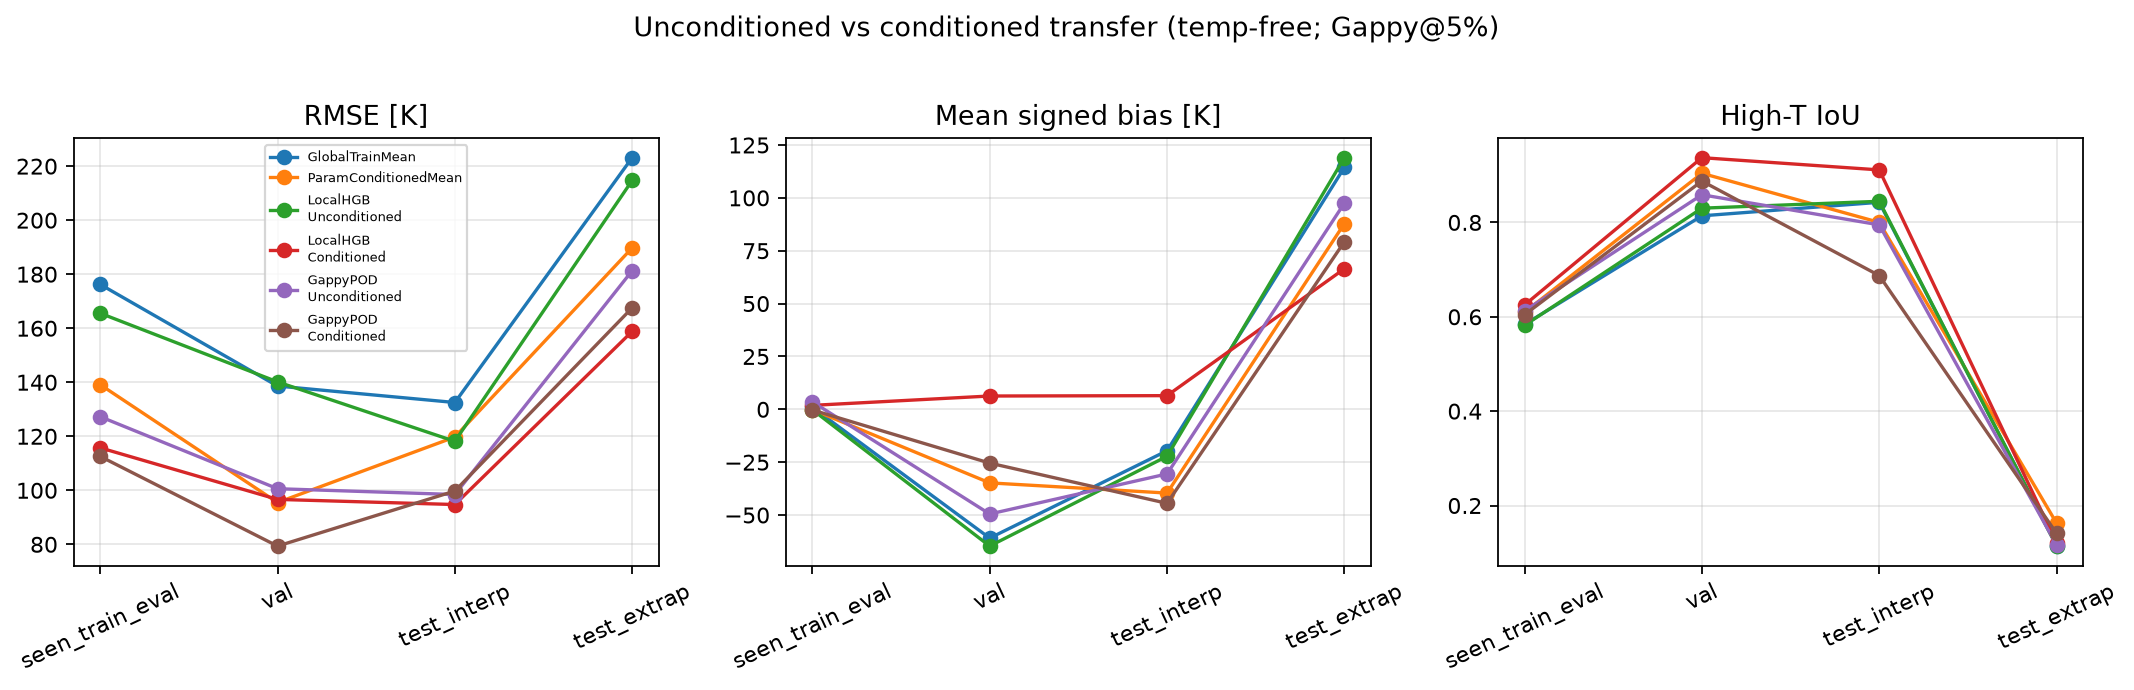 Unconditioned vs conditioned transfer (temp-free; Gappy@5%)
RMSE [K]
220
200
180
160
140
120
100
80
GlobalTrainMean
ParamConditionedMean
LocalHGB
Unconditioned
LocalHGB
Conditioned
GappyPOD
Unconditioned
GappyPOD
Conditioned
seen_train_eval
val
test_interp
test_extrap
Mean signed bias [K]
125
100
75
50
25
0
−25
−50
seen_train_eval
val
test_interp
test_extrap
High-T IoU
0.8
0.6
0.4
0.2
seen_train_eval
val
test_interp
test_extrap